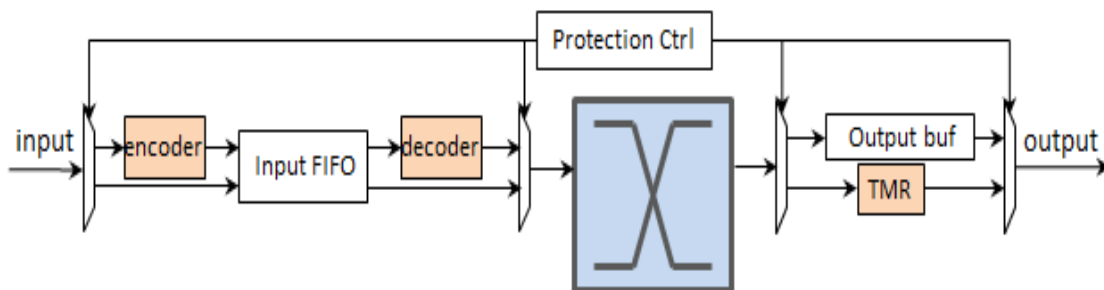 Protection Ctrl
input
encoder
Input FIFO
decoder
Output buf
TMR
output